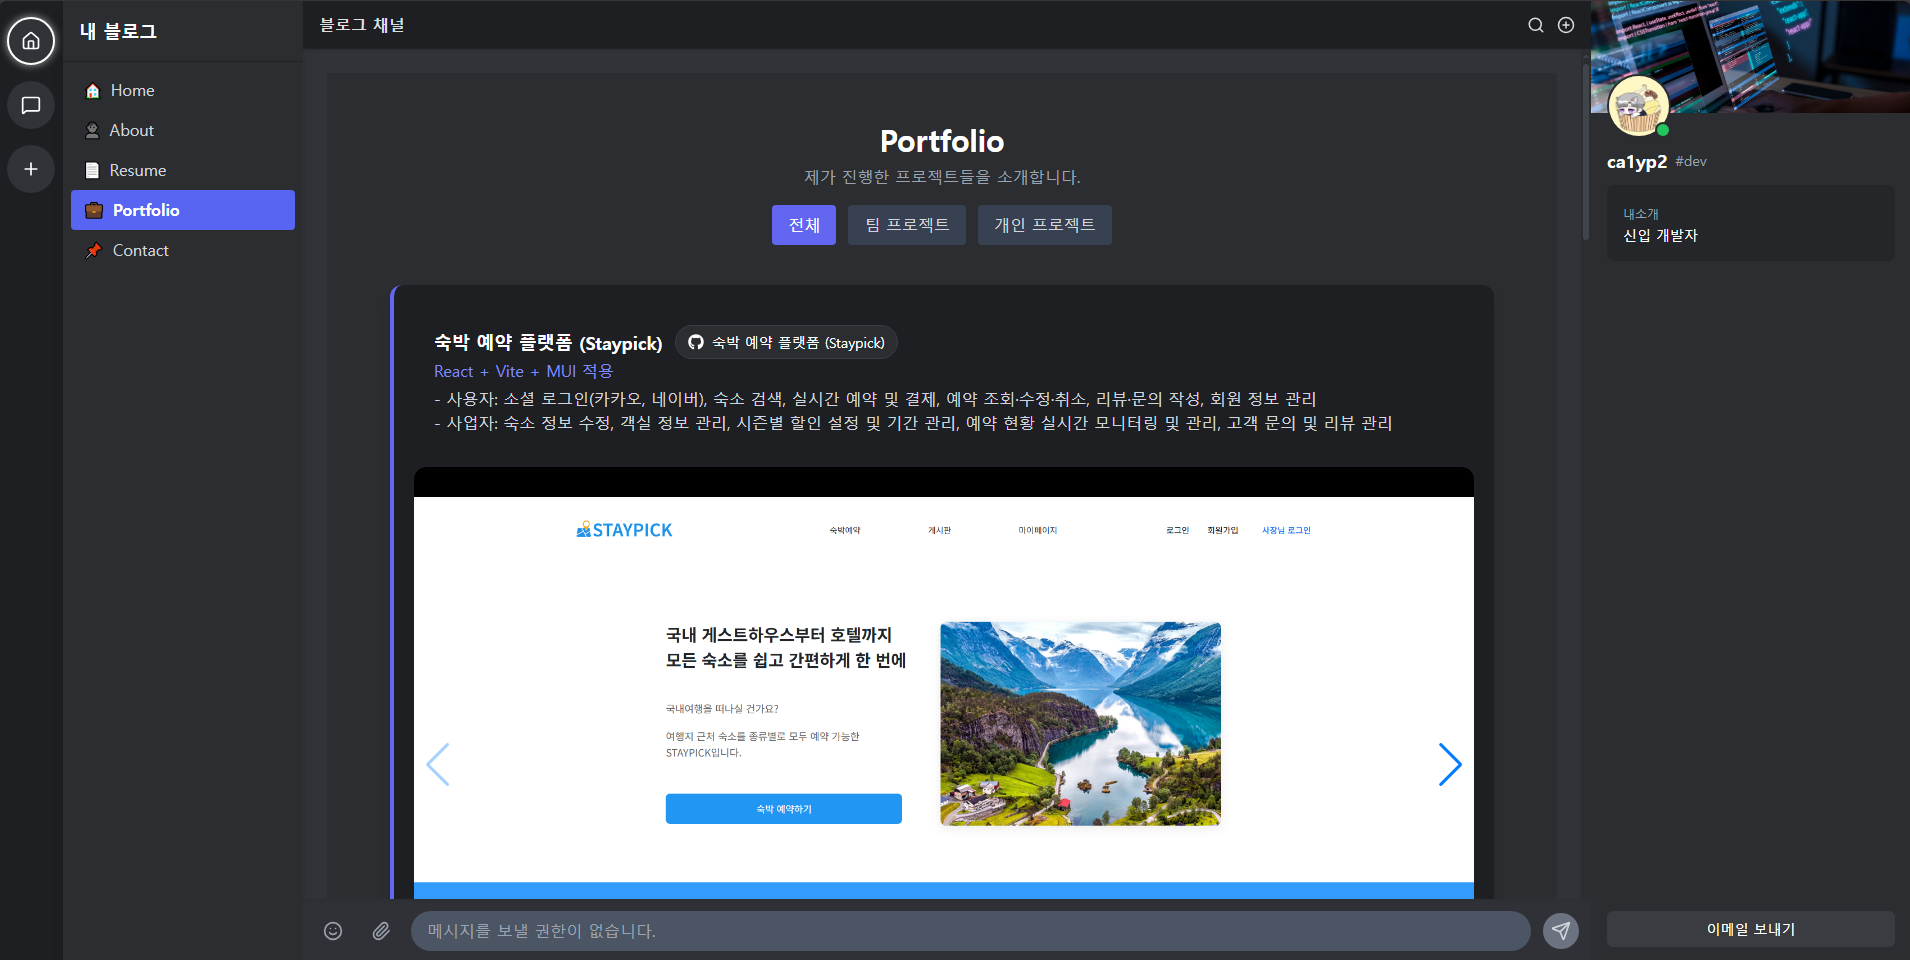 내 블로그
Home
About
Resume
Portfolio
Contact
블로그 채널
Portfolio
제가 진행한 프로젝트들을 소개합니다.
전체
팀 프로젝트
개인 프로젝트
숙박 예약 플랫폼 (Staypick)
숙박 예약 플랫폼 (Staypick)
React + Vite + MUI 적용
- 사용자: 소셜 로그인(카카오, 네이버), 숙소 검색, 실시간 예약 및 결제, 예약 조회·수정·취소, 리뷰·문의 작성, 회원 정보 관리
- 사업자: 숙소 정보 수정, 객실 정보 관리, 시즌별 할인 설정 및 기간 관리, 예약 현황 실시간 모니터링 및 관리, 고객 문의 및 리뷰 관리
STAYPICK
숙박예약
게시판
마이페이지
로그인
회원가입
사장님 로그인
국내 게스트하우스부터 호텔까지
모든 숙소를 쉽고 간편하게 한 번에
국내여행을 떠나실 건가요?
여행지 근처 숙소를 종류별로 모두 예약 가능한
STAYPICK입니다.
숙박 예약하기
메시지를 보낼 권한이 없습니다.
ca1yp2 #dev
내소개
신입 개발자
이메일 보내기